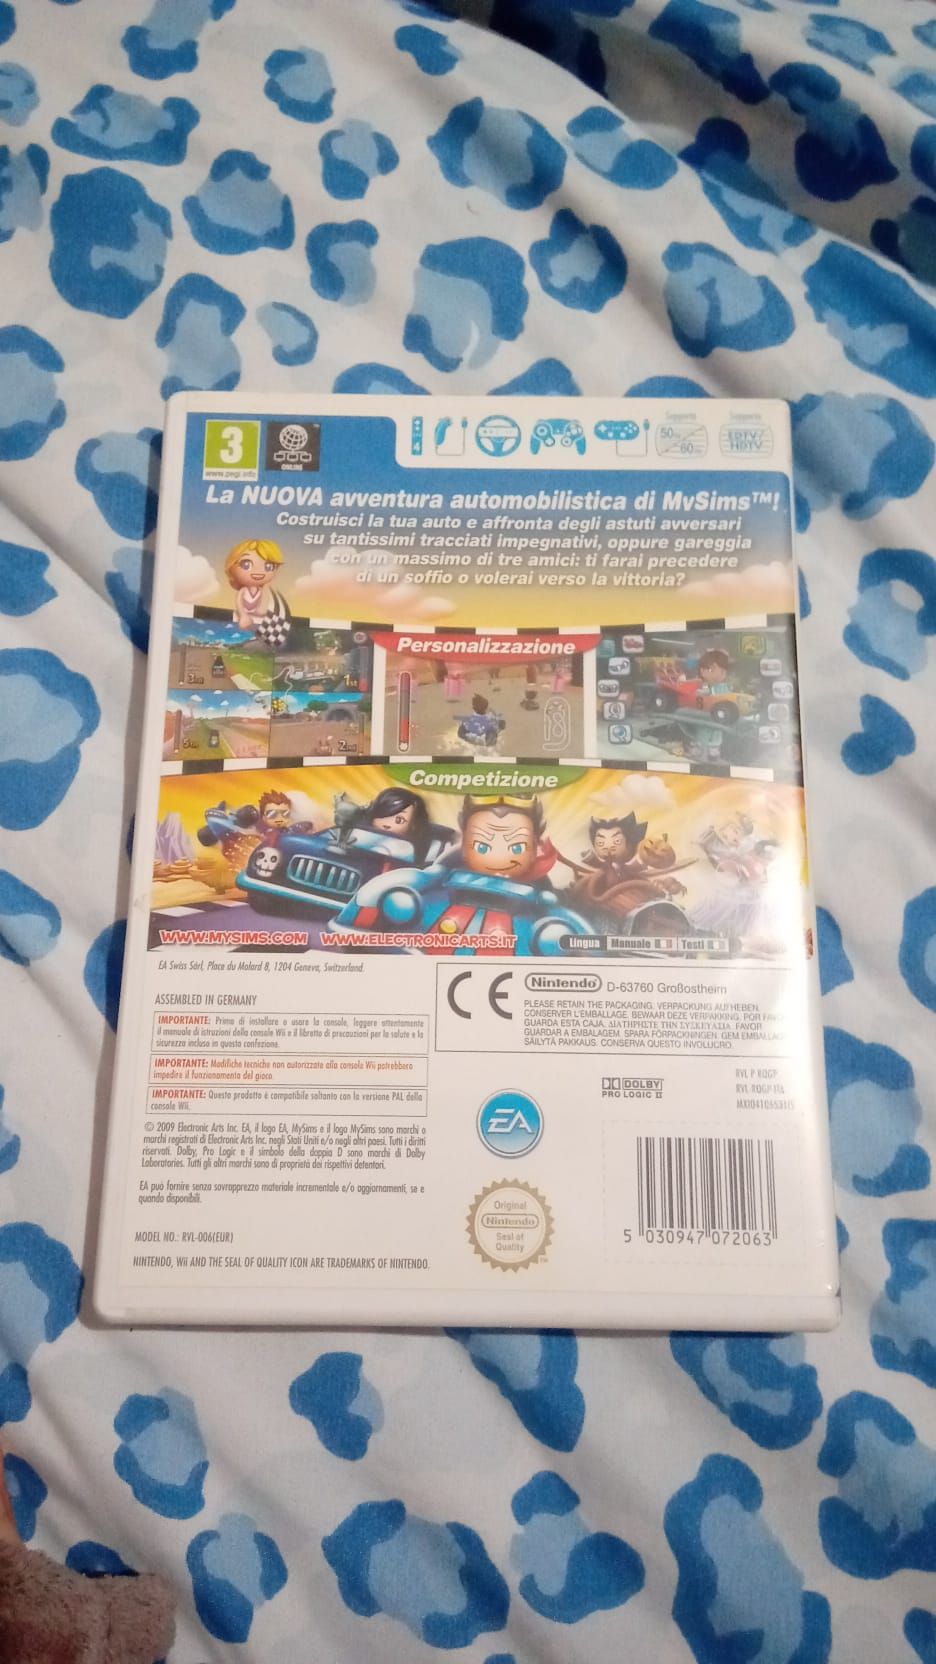 3
www.pegi.info
ONLINE
4
Supporta
50Hz
60Hz
Supporta
EDTV/
HDTV
La NUOVA avventura automobilistica di MySims™!
Costruisci la tua auto e affronta degli astuti avversari
su tantissimi tracciati impegnativi, oppure gareggia
con un massimo di tre amici: ti farai precedere
di un soffio o volerai verso la vittoria?
3rd
1st
5th
2nd
Personalizzazione
Competizione
WWW.MYSIMS.COM WWW.ELECTRONICARTS.IT
Lingua Manuale Testi
EA Swiss Sàrl, Place du Molard 8, 1204 Geneva, Switzerland.
ASSEMBLED IN GERMANY
IMPORTANTE: Prima di installare o usare la console, leggere attentamente
il manuale di istruzioni della console Wii e il libretto di precauzioni per la salute e la
sicurezza incluso in questa confezione.
IMPORTANTE: Modifiche tecniche non autorizzate alla console Wii potrebbero
impedire il funzionamento del gioco.
IMPORTANTE: Questo prodotto è compatibile soltanto con la versione PAL della
console Wii.
© 2009 Electronic Arts Inc. EA, il logo EA, MySims e il logo MySims sono marchi o
marchi registrati di Electronic Arts Inc. negli Stati Uniti e/o negli altri paesi. Tutti i diritti
riservati. Dolby, Pro Logic e il simbolo della doppia D sono marchi di Dolby
Laboratories. Tutti gli altri marchi sono di proprietà dei rispettivi detentori.
EA può fornire senza sovrapprezzo materiale incrementale e/o aggiornamenti, se e
quando disponibili.
MODEL NO.: RVL-006(EUR)
NINTENDO, Wii AND THE SEAL OF QUALITY ICON ARE TRADEMARKS OF NINTENDO.
CE
Nintendo D-63760 Großostheim
PLEASE RETAIN THE PACKAGING. VERPACKUNG AUFHEBEN.
CONSERVER L'EMBALLAGE. BEWAAR DEZE VERPAKKING. POR FAVOR
GUARDA ESTA CAJA. ΔΙΑΤΗΡΗΣΤΕ ΤΗΝ ΣΥΣΚΕΥΑΣΙΑ. FAVOR
GUARDAR A EMBALAGEM. SPARA FÖRPACKNINGEN. GEM EMBALLAGEN
SÄILYTÄ PAKKAUS. CONSERVA QUESTO INVOLUCRO.
DOLBY
PRO LOGIC II
RVL P RQGP
RVL-RQGP-ITA
EA
Original
Nintendo
Seal of
Quality
5 030947 072063